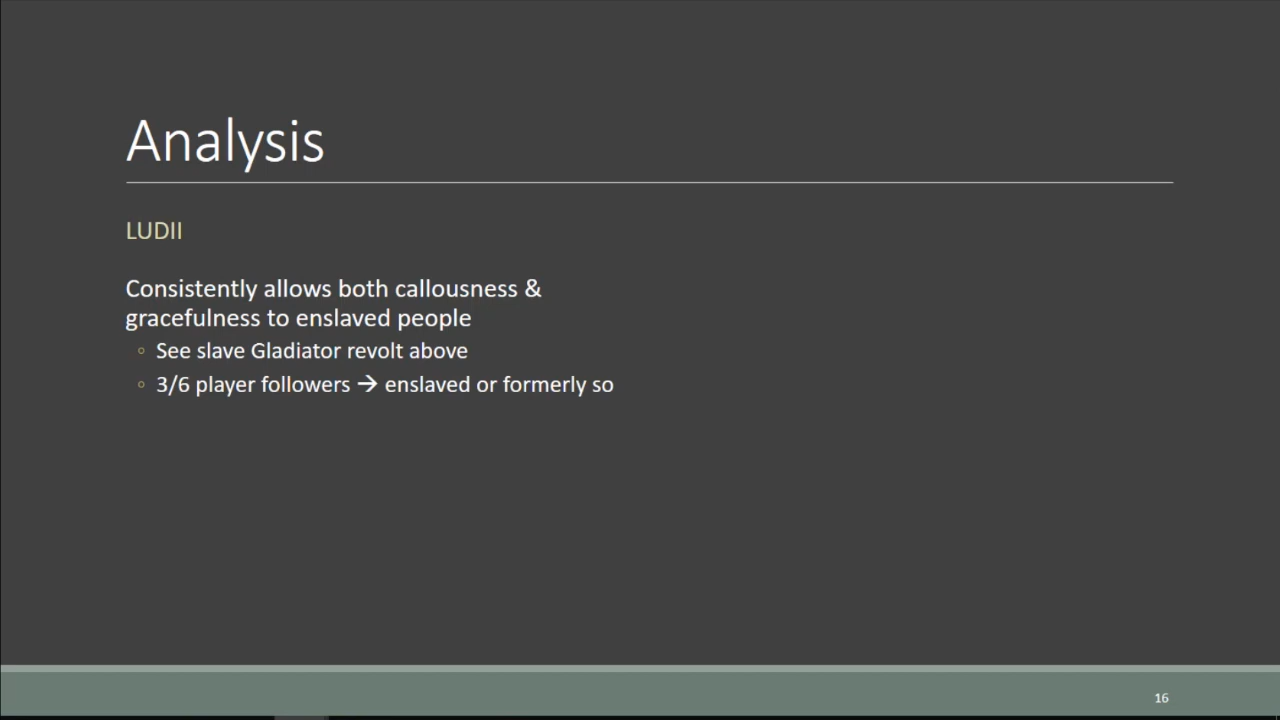 Analysis
LUDII
Consistently allows both callousness &
gracefulness to enslaved people
◦ See slave Gladiator revolt above
◦ 3/6 player followers → enslaved or formerly so
16